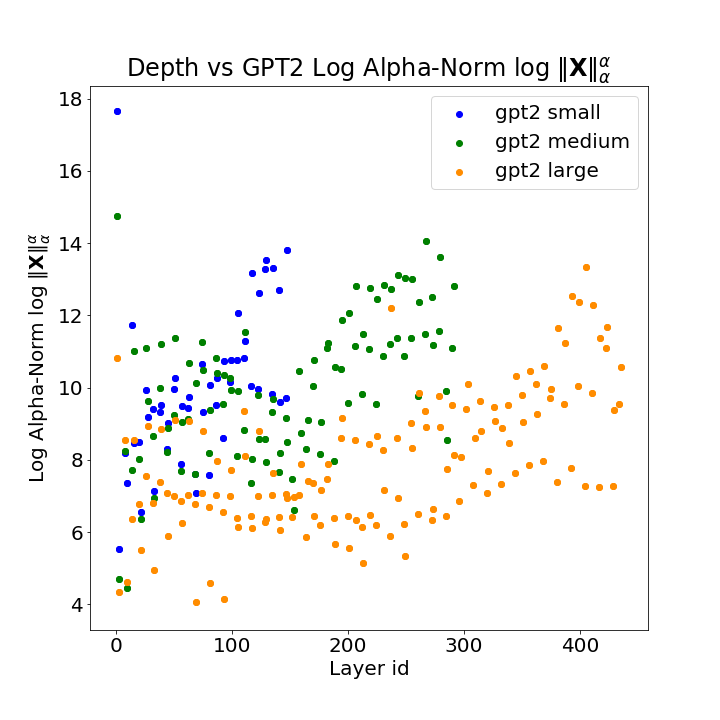 Depth vs GPT2 Log Alpha-Norm log ‖X‖αα
gpt2 small
gpt2 medium
gpt2 large
Log Alpha-Norm log ‖X‖αα
18
16
14
12
10
8
6
4
0 100 200 300 400
Layer id